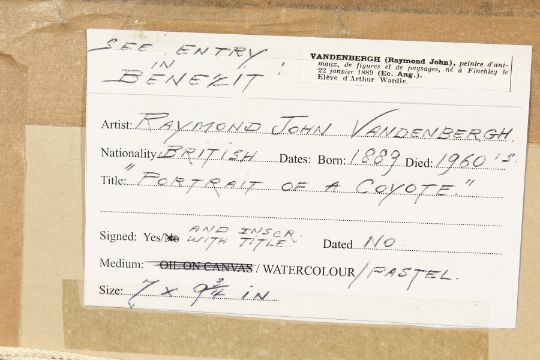 SEE ENTRY
IN
BENEZIT :
VANDENBERGH (Raymond John), peintre d'ani-
maux, de figures et de paysages, né à Finchley le
22 janvier 1889 (Ec. Ang.).
Elève d'Arthur Wardle.
Artist: RAYMOND JOHN VANDENBERGH.
Nationality: BRITISH Dates: Born: 1889 Died: 1960's.
Title: "PORTRAIT OF A COYOTE."
Signed: Yes/No AND INSCR. WITH TITLE. Dated NO
Medium: OIL ON CANVAS / WATERCOLOUR / PASTEL.
Size: 7 x 9 3/4 in